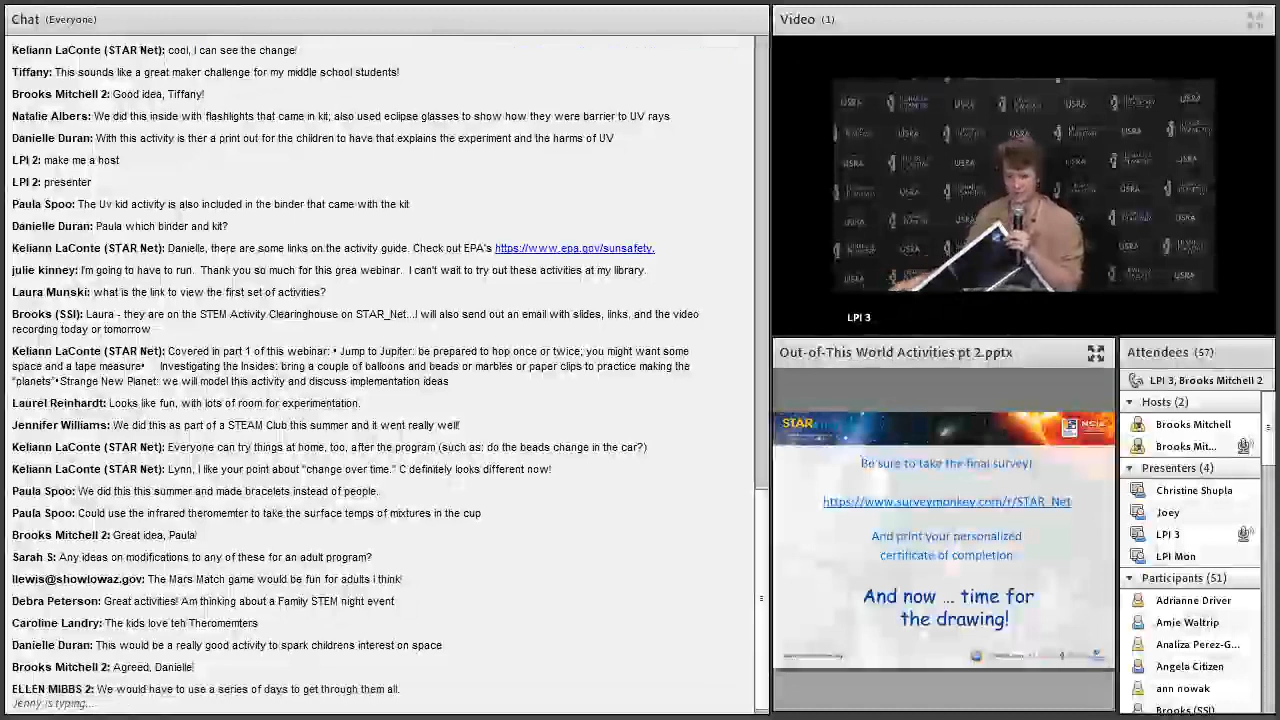 Chat (Everyone)
Keliann LaConte (STAR Net): cool, I can see the change!
Tiffany: This sounds like a great maker challenge for my middle school students!
Brooks Mitchell 2: Good idea, Tiffany!
Natalie Albers: We did this inside with flashlights that came in kit; also used eclipse glasses to show how they were barrier to UV rays
Danielle Duran: With this activity is ther a print out for the children to have that explains the experiment and the harms of UV
LPI 2: make me a host
LPI 2: presenter
Paula Spoo: The Uv kid activity is also included in the binder that came with the kit
Danielle Duran: Paula which binder and kit?
Keliann LaConte (STAR Net): Danielle, there are some links on the activity guide. Check out EPA's https://www.epa.gov/sunsafety.
julie kinney: I'm going to have to run. Thank you so much for this grea webinar. I can't wait to try out these activities at my library.
Laura Munski: what is the link to view the first set of activities?
Brooks (SSI): Laura - they are on the STEM Activity Clearinghouse on STAR_Net...I will also send out an email with slides, links, and the video
recording today or tomorrow
Keliann LaConte (STAR Net): Covered in part 1 of this webinar: • Jump to Jupiter: be prepared to hop once or twice; you might want some
space and a tape measure• Investigating the Insides: bring a couple of balloons and beads or marbles or paper clips to practice making the
"planets"•Strange New Planet: we will model this activity and discuss implementation ideas
Laurel Reinhardt: Looks like fun, with lots of room for experimentation.
Jennifer Williams: We did this as part of a STEAM Club this summer and it went really well!
Keliann LaConte (STAR Net): Everyone can try things at home, too, after the program (such as: do the beads change in the car?)
Keliann LaConte (STAR Net): Lynn, I like your point about "change over time." C definitely looks different now!
Paula Spoo: We did this this summer and made bracelets instead of people.
Paula Spoo: Could use the infrared theromemter to take the surface temps of mixtures in the cup
Brooks Mitchell 2: Great idea, Paula!
Sarah S: Any ideas on modifications to any of these for an adult program?
llewis@showlowaz.gov: The Mars Match game would be fun for adults i think!
Debra Peterson: Great activities! Am thinking about a Family STEM night event
Caroline Landry: The kids love teh Theromemters
Danielle Duran: This would be a really good activity to spark childrens interest on space
Brooks Mitchell 2: Agreed, Danielle!
ELLEN MIBBS 2: We would have to use a series of days to get through them all.
Jenny is typing...
Video (1)
USRA
LPI 3
Out-of-This World Activities pt 2.pptx
STAR
Be sure to take the final survey!
https://www.surveymonkey.com/r/STAR_Net
And print your personalized
certificate of completion
And now ... time for
the drawing!
Attendees (57)
LPI 3, Brooks Mitchell 2
Hosts (2)
Brooks Mitchell
Brooks Mit...
Presenters (4)
Christine Shupla
Joey
LPI 3
LPI Mon
Participants (51)
Adrianne Driver
Amie Waltrip
Analiza Perez-G...
Angela Citizen
ann nowak
Brooks (SSI)